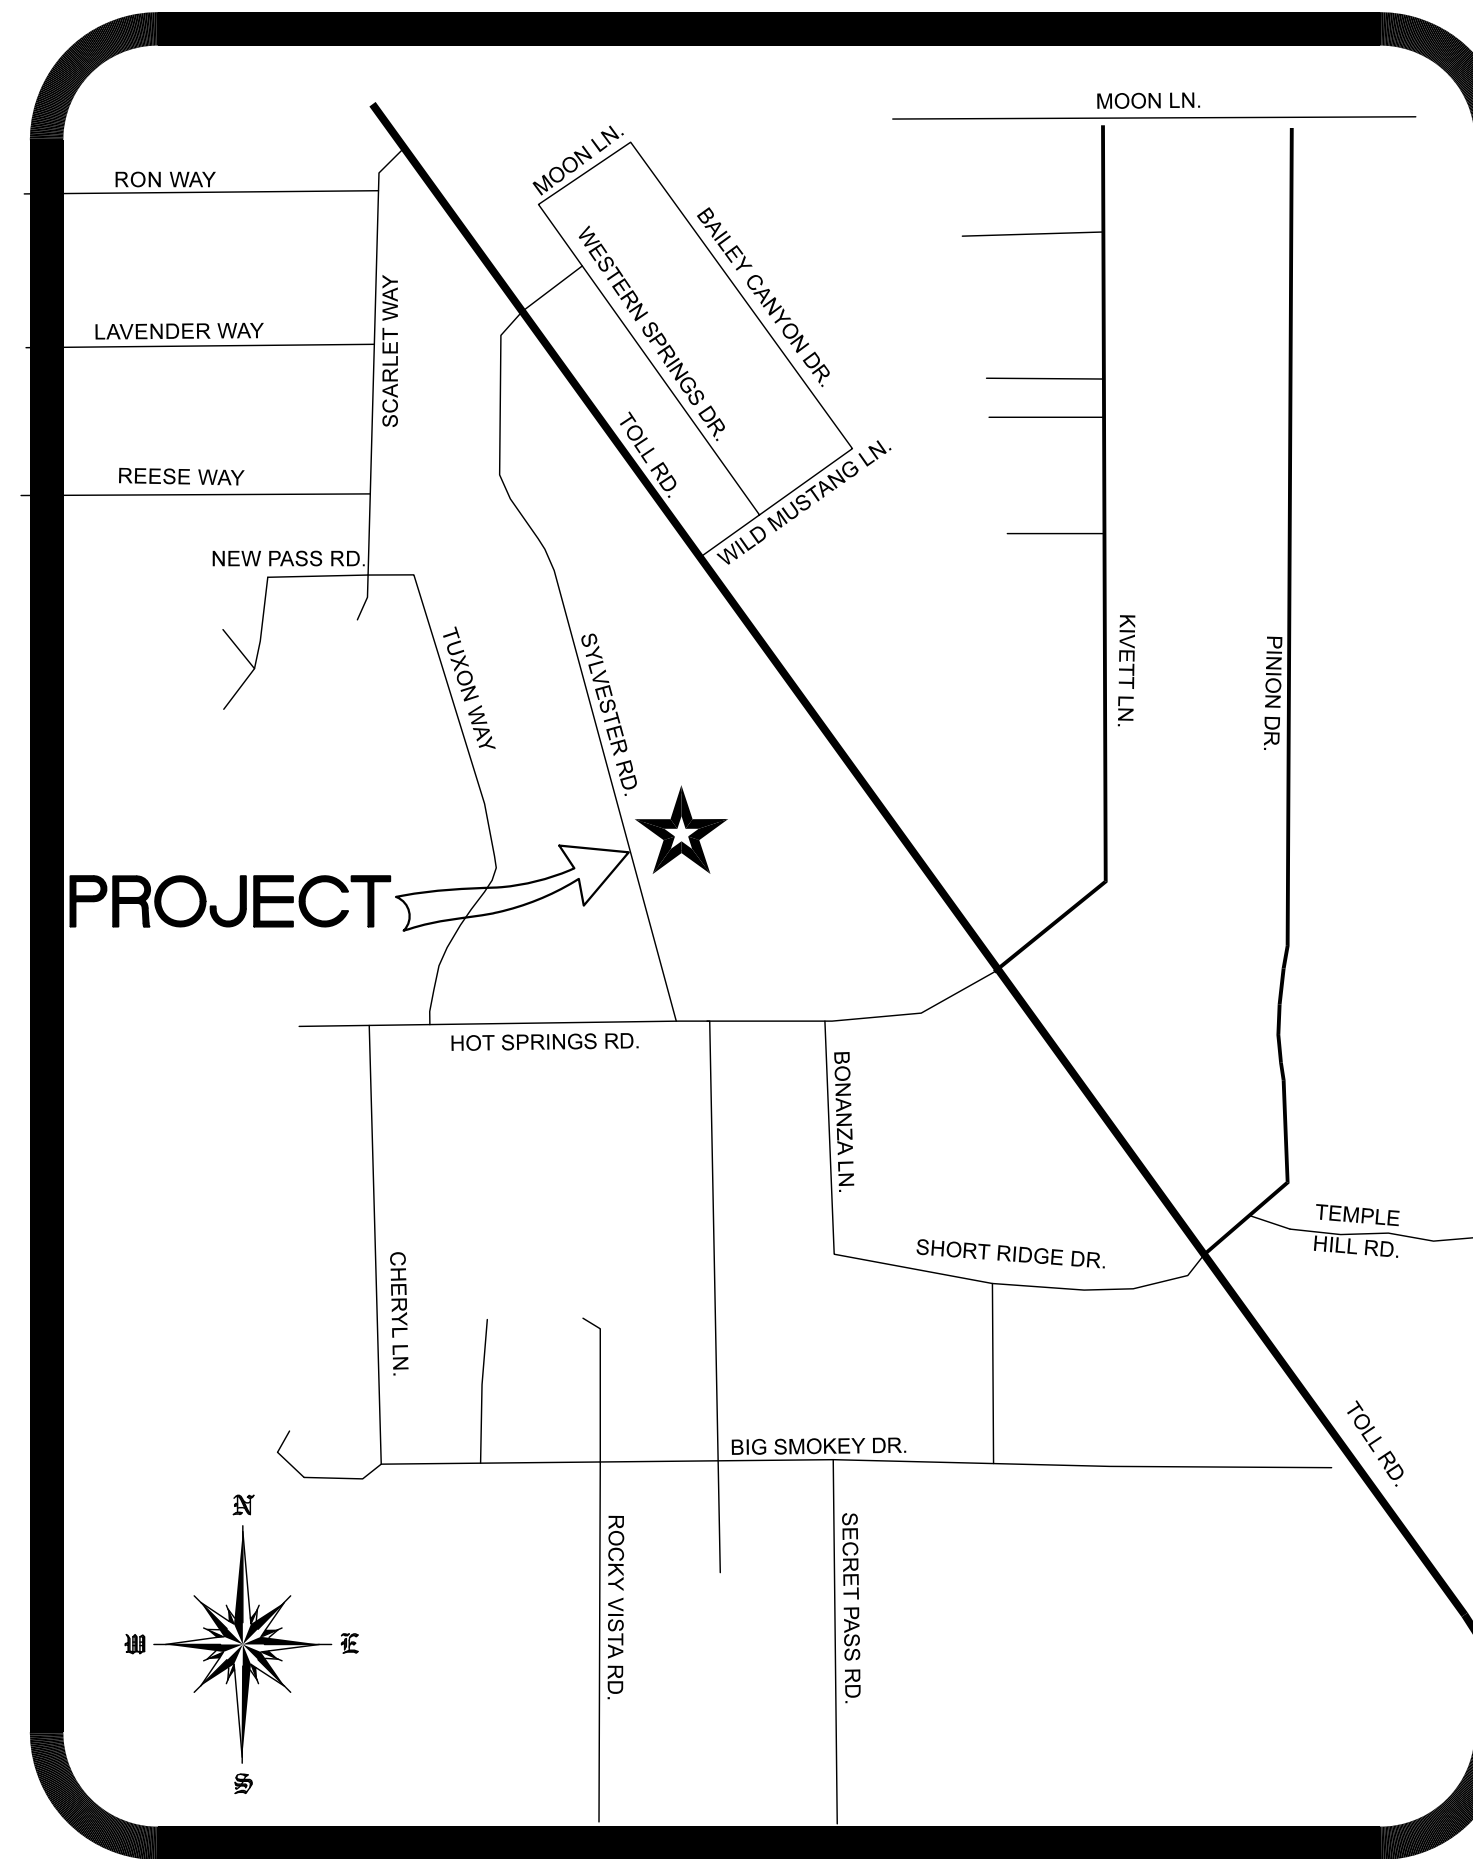 MOON LN.
MOON LN.
RON WAY
BAILEY CANYON DR.
WESTERN SPRINGS DR.
SCARLET WAY
LAVENDER WAY
TOLL RD.
WILD MUSTANG LN.
REESE WAY
NEW PASS RD.
TUXON WAY
SYLVESTER RD.
KIVETT LN.
PINION DR.
PROJECT
HOT SPRINGS RD.
BONANZA LN.
TEMPLE
HILL RD.
SHORT RIDGE DR.
CHERYL LN.
TOLL RD.
BIG SMOKEY DR.
ROCKY VISTA RD.
SECRET PASS RD.
N
W
E
S